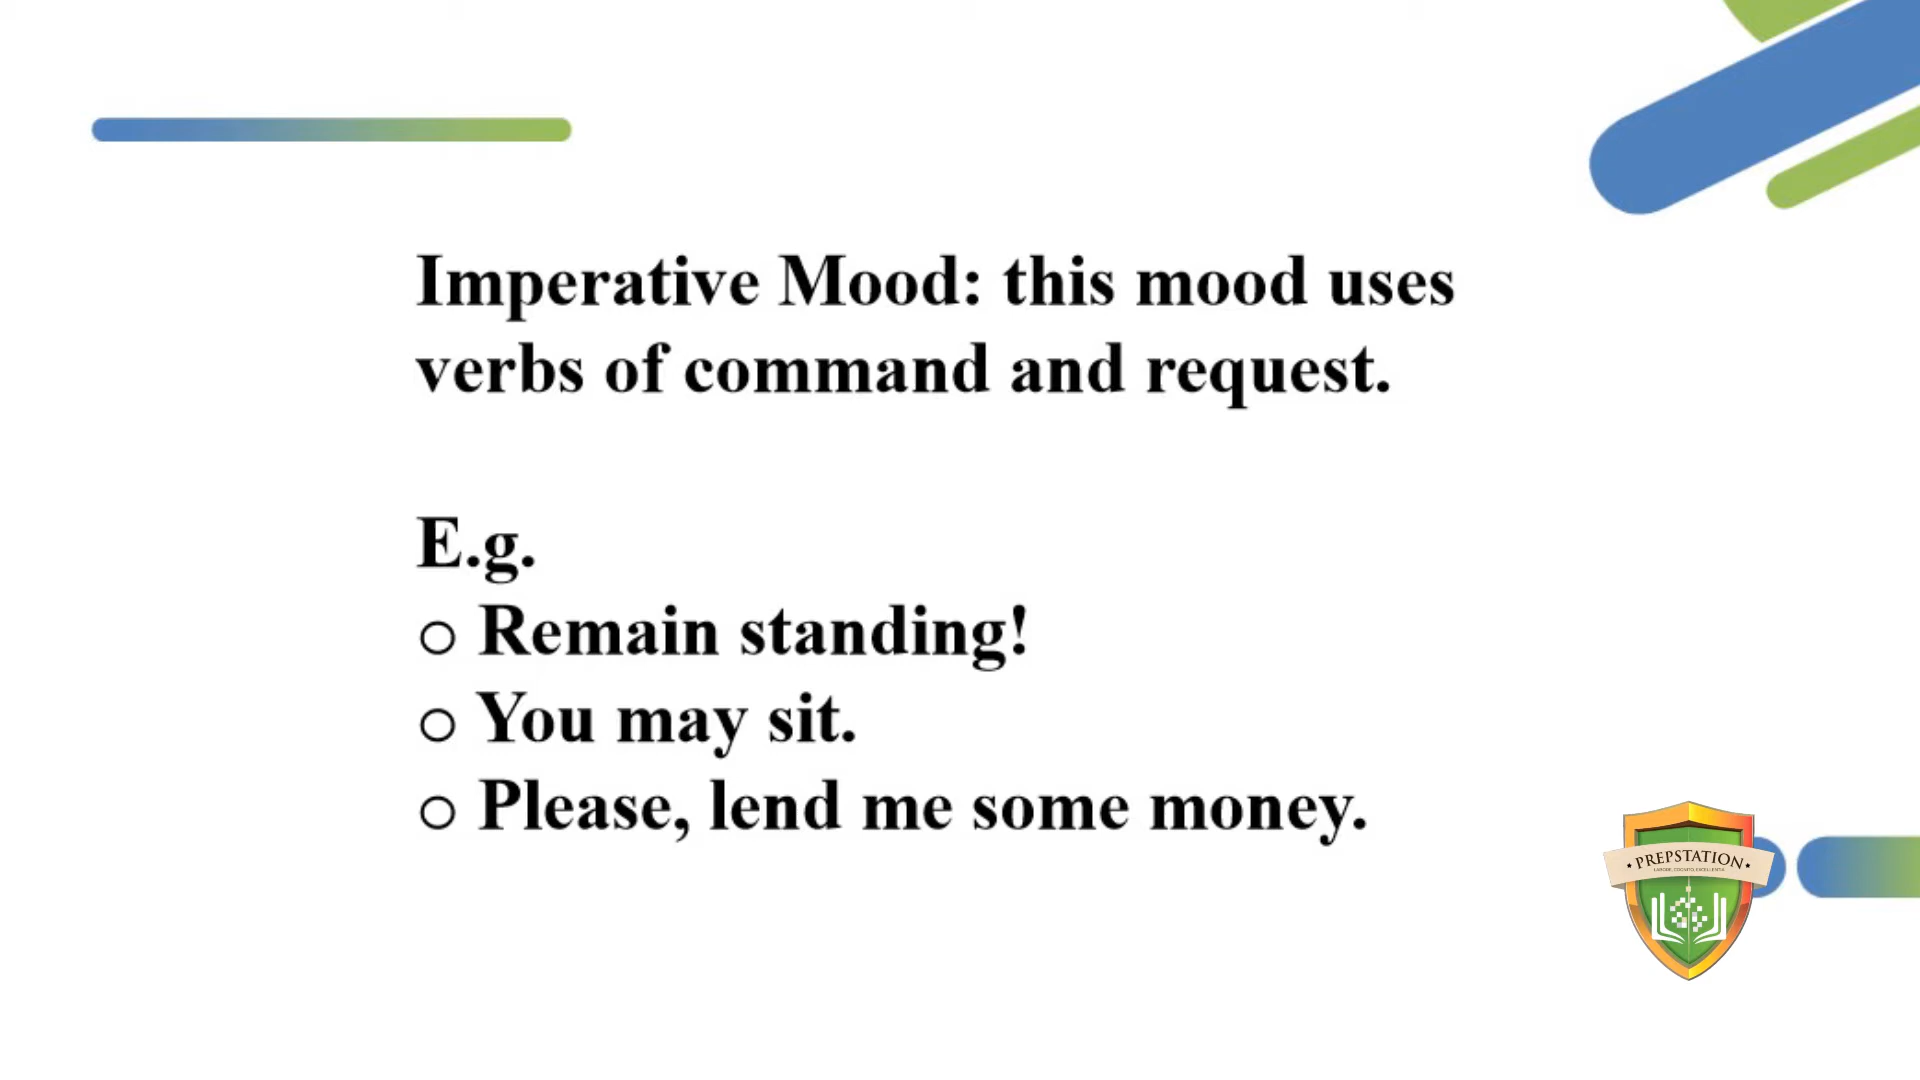 Imperative Mood: this mood uses
verbs of command and request.
E.g.
o Remain standing!
o You may sit.
o Please, lend me some money.
PREPSTATION